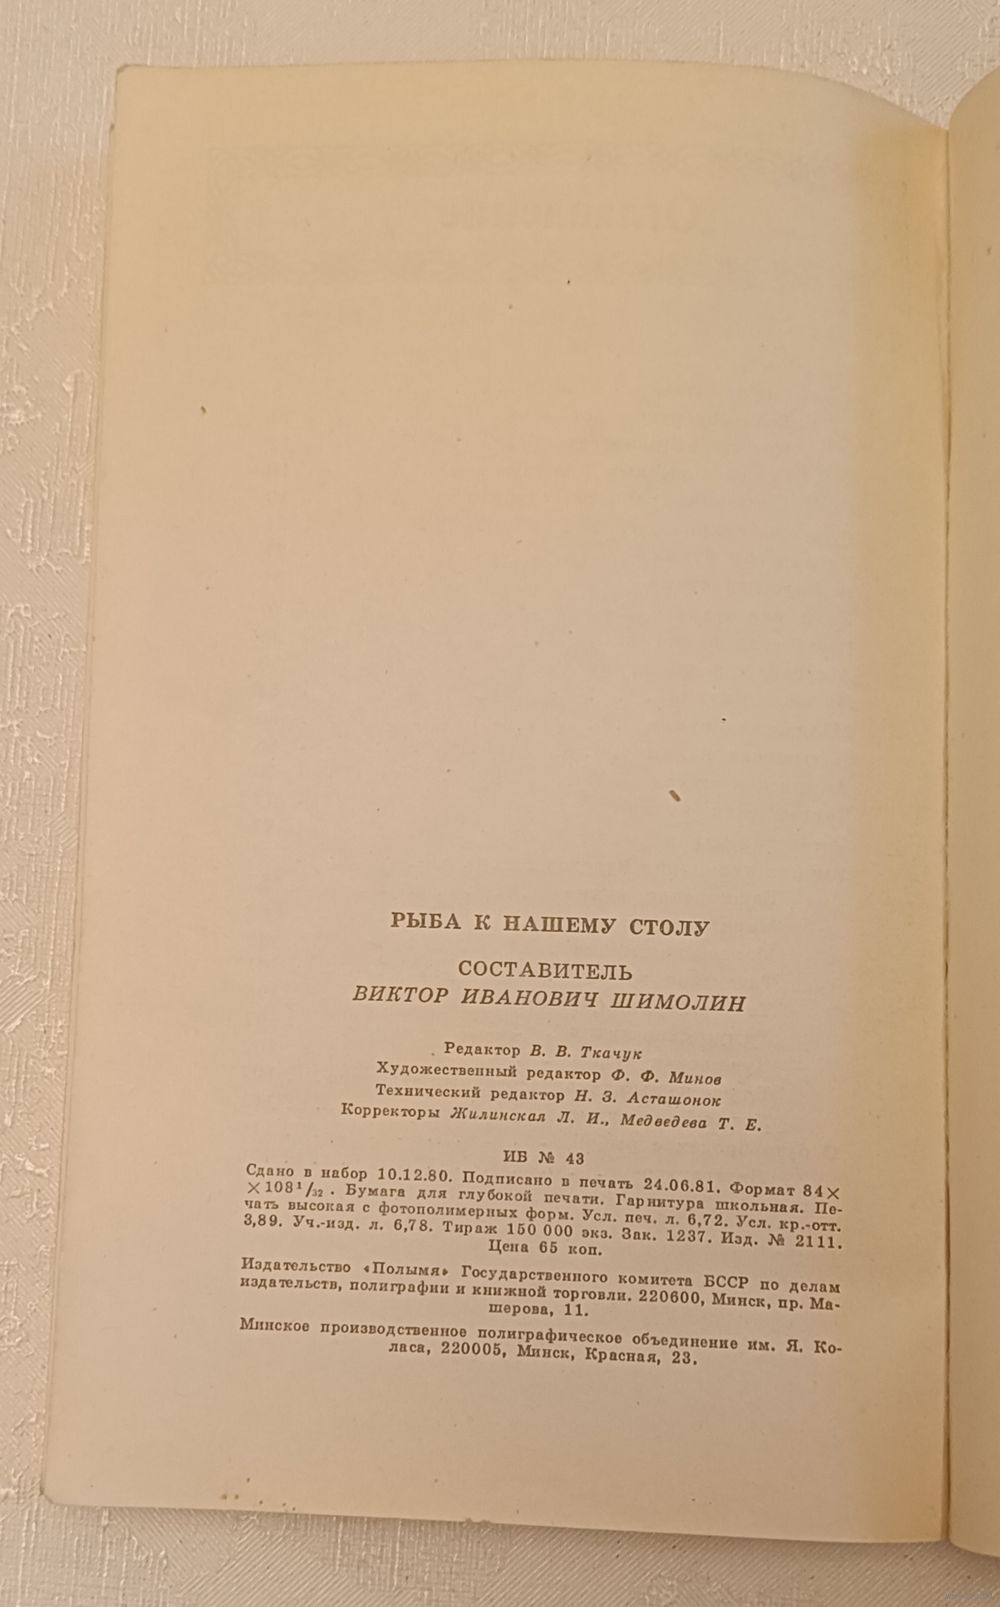 РЫБА К НАШЕМУ СТОЛУ
СОСТАВИТЕЛЬ
ВИКТОР ИВАНОВИЧ ШИМОЛИН
Редактор В. В. Ткачук
Художественный редактор Ф. Ф. Минов
Технический редактор Н. З. Асташонок
Корректоры Жилинская Л. И., Медведева Т. Е.
ИБ № 43
Сдано в набор 10.12.80. Подписано в печать 24.06.81. Формат 84×
×108¹/₃₂. Бумага для глубокой печати. Гарнитура школьная. Пе-
чать высокая с фотополимерных форм. Усл. печ. л. 6,72. Усл. кр.-отт.
3,89. Уч.-изд. л. 6,78. Тираж 150 000 экз. Зак. 1237. Изд. № 2111.
Цена 65 коп.
Издательство «Полымя» Государственного комитета БССР по делам
издательств, полиграфии и книжной торговли. 220600, Минск, пр. Ма-
шерова, 11.
Минское производственное полиграфическое объединение им. Я. Ко-
ласа, 220005, Минск, Красная, 23.